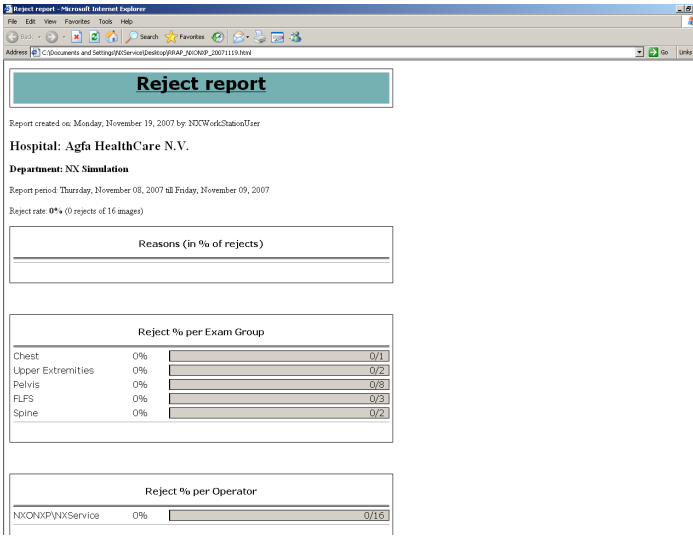 Reject report - Microsoft Internet Explorer
File Edit View Favorites Tools Help
Back Search Favorites
Address C:\Documents and Settings\NXService\Desktop\RRAP_NXONXP_20071119.html Go Links
Reject report
Report created on: Monday, November 19, 2007 by: NXWorkStationUser
Hospital: Agfa HealthCare N.V.
Department: NX Simulation
Report period: Thursday, November 08, 2007 till Friday, November 09, 2007
Reject rate: 0% (0 rejects of 16 images)
Reasons (in % of rejects)
Reject % per Exam Group
Chest 0% 0/1
Upper Extremities 0% 0/2
Pelvis 0% 0/8
FLFS 0% 0/3
Spine 0% 0/2
Reject % per Operator
NXONXP\NXService 0% 0/16